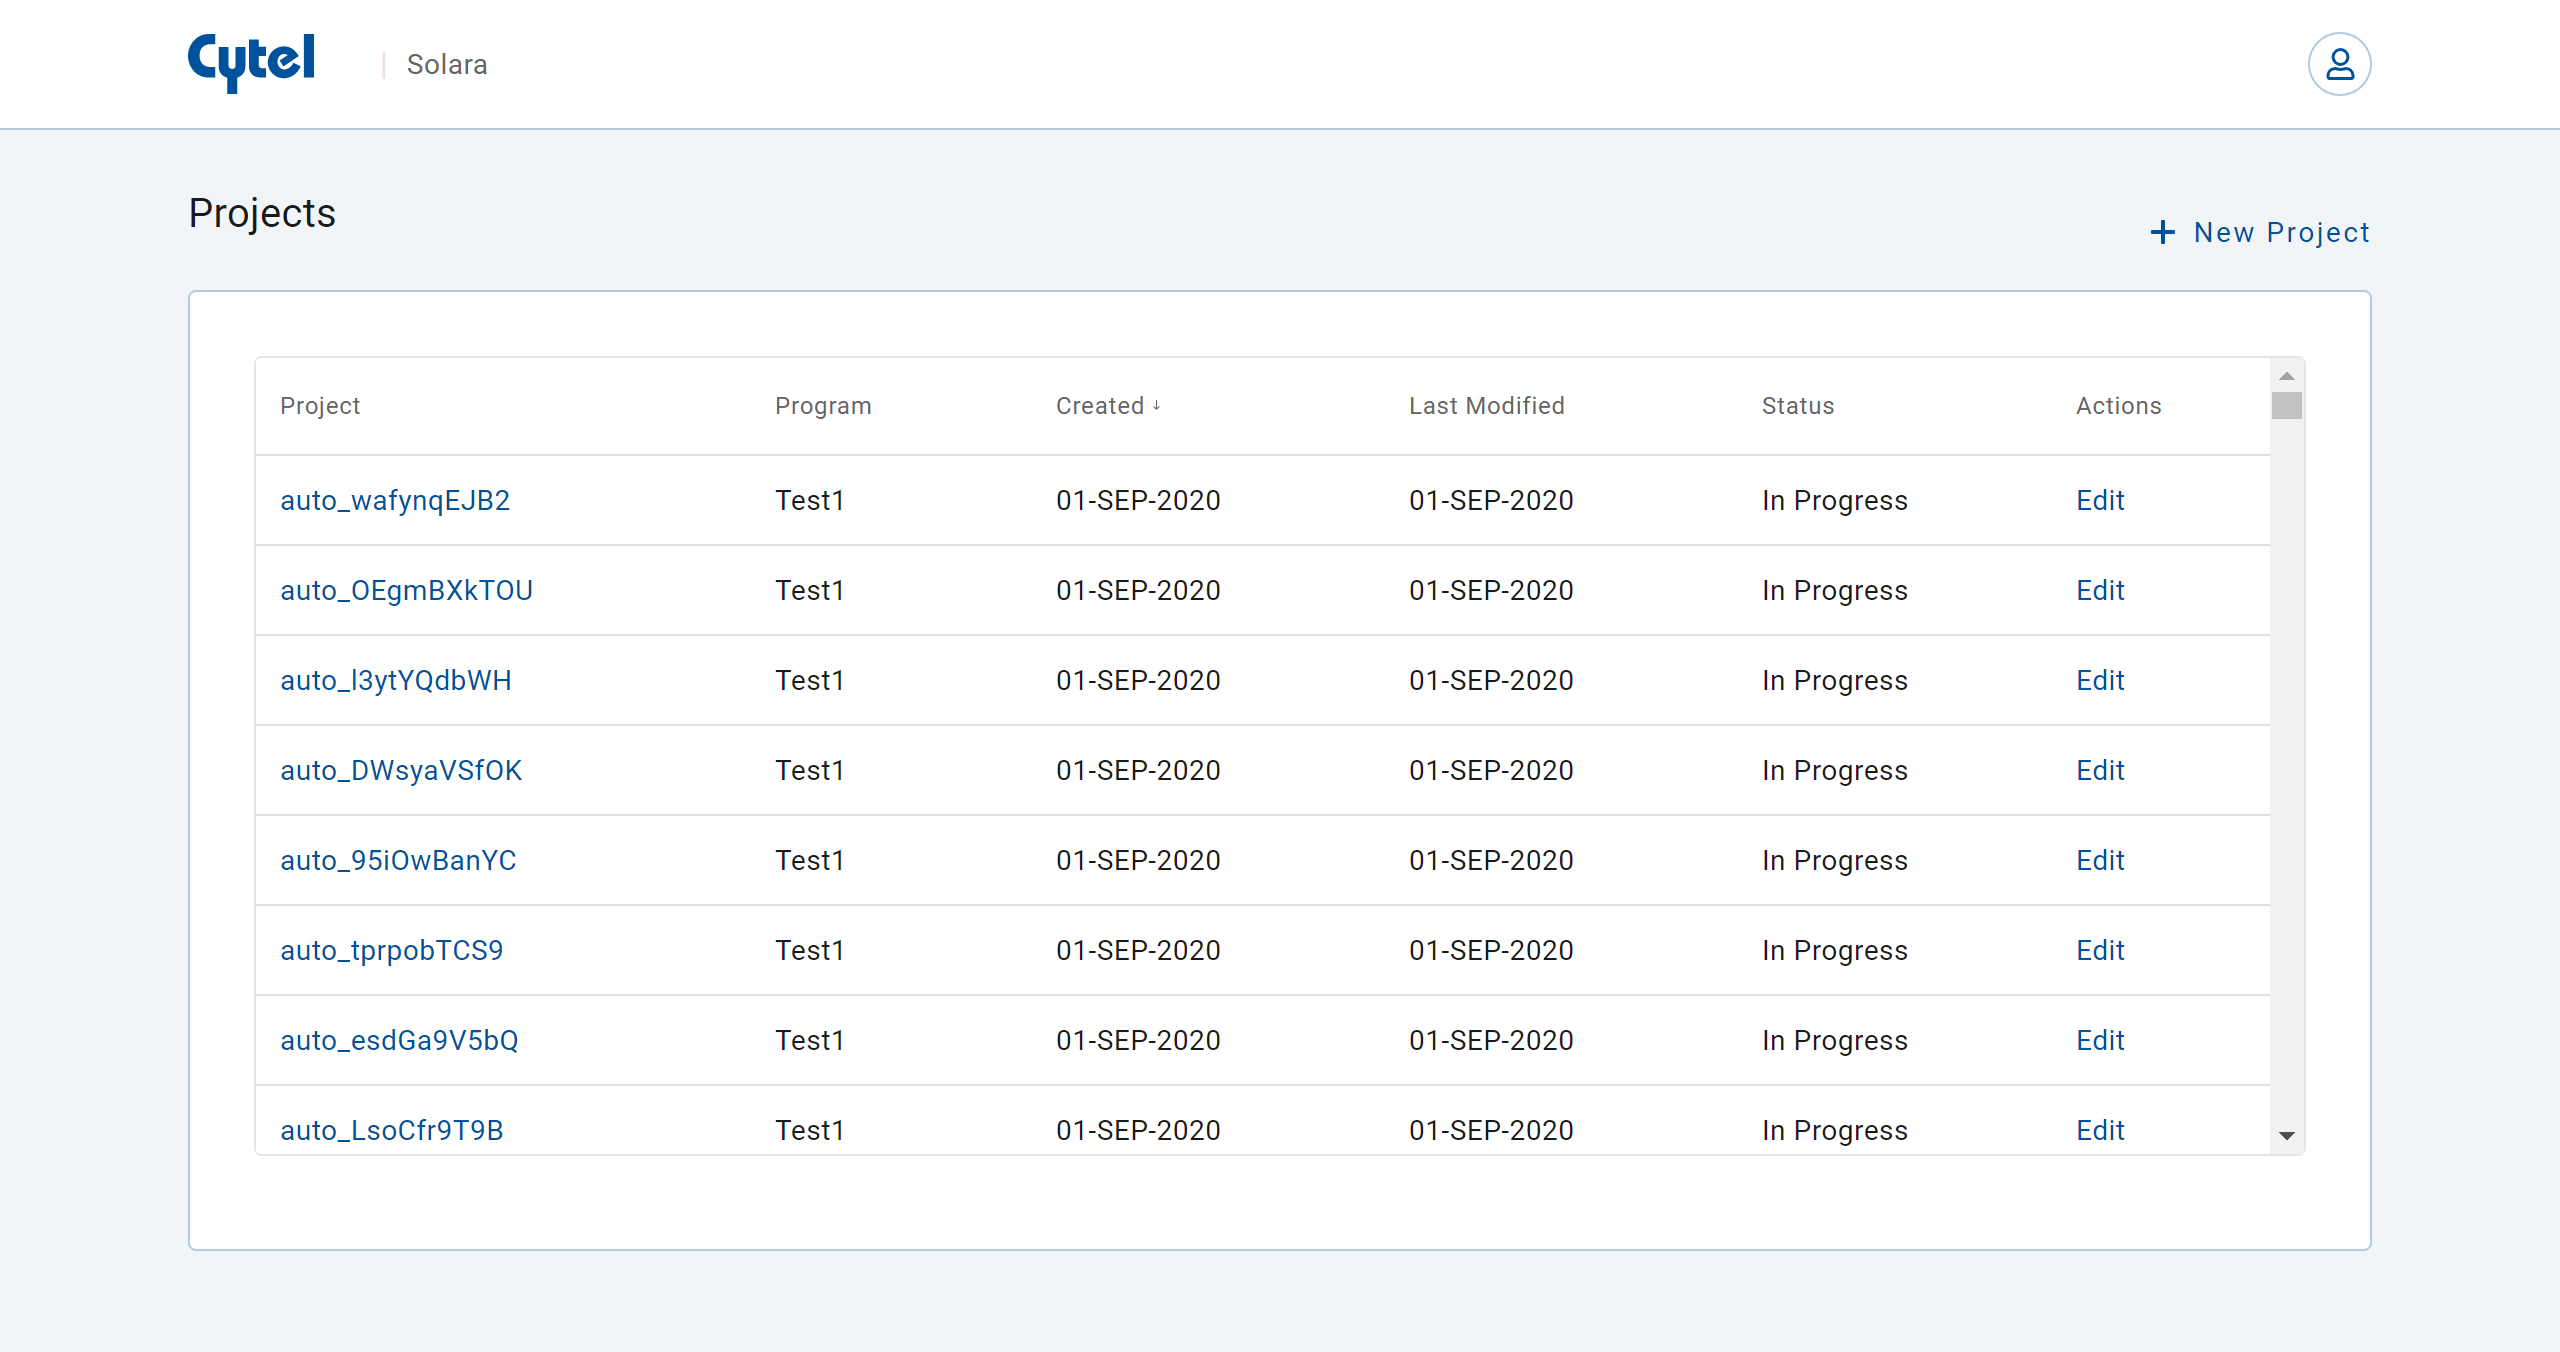 Cytel | Solara
Projects
+ New Project
Project Program Created ↓ Last Modified Status Actions
auto_wafynqEJB2 Test1 01-SEP-2020 01-SEP-2020 In Progress Edit
auto_OEgmBXkTOU Test1 01-SEP-2020 01-SEP-2020 In Progress Edit
auto_l3ytYQdbWH Test1 01-SEP-2020 01-SEP-2020 In Progress Edit
auto_DWsyaVSfOK Test1 01-SEP-2020 01-SEP-2020 In Progress Edit
auto_95iOwBanYC Test1 01-SEP-2020 01-SEP-2020 In Progress Edit
auto_tprpobTCS9 Test1 01-SEP-2020 01-SEP-2020 In Progress Edit
auto_esdGa9V5bQ Test1 01-SEP-2020 01-SEP-2020 In Progress Edit
auto_LsoCfr9T9B Test1 01-SEP-2020 01-SEP-2020 In Progress Edit